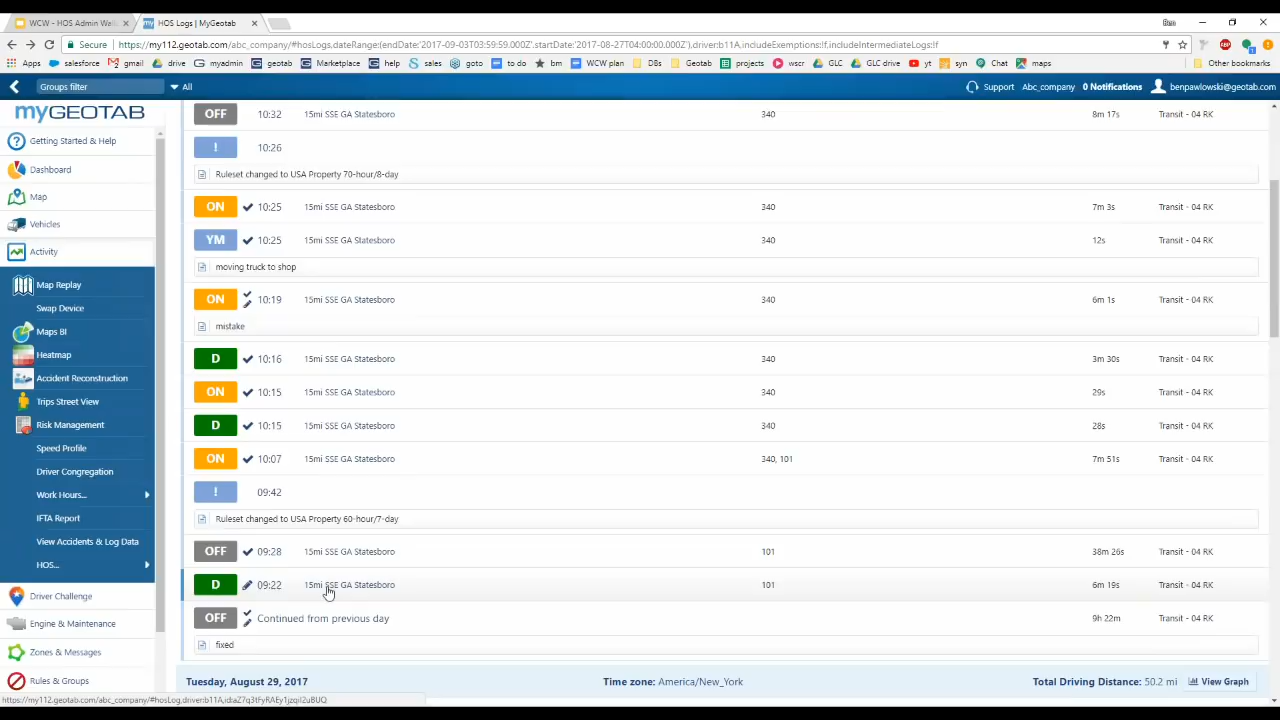 WCW - HOS Admin Wal
HOS Logs | MyGeotab
Ben
Secure
https://my112.geotab.com/abc_company/#hosLogs,dateRange:(endDate:'2017-09-03T03:59:59.000Z',startDate:'2017-08-27T04:00:00.000Z'),driver:b11A,includeExemptions:!f,includeIntermediateLogs:!f
Apps salesforce gmail drive myadmin geotab Marketplace help sales goto to do bm WCW plan DBs Geotab projects wscr GLC GLC drive yt syn Chat maps Other bookmarks
Groups filter All Support Abc_company 0 Notifications benpawlowski@geotab.com
myGEOTAB
Getting Started & Help
Dashboard
Map
Vehicles
Activity
Map Replay
Swap Device
Maps BI
Heatmap
Accident Reconstruction
Trips Street View
Risk Management
Speed Profile
Driver Congregation
Work Hours...
IFTA Report
View Accidents & Log Data
HOS...
Driver Challenge
Engine & Maintenance
Zones & Messages
Rules & Groups
OFF 10:32 15mi SSE GA Statesboro 340 8m 17s Transit - 04 RK
! 10:26
Ruleset changed to USA Property 70-hour/8-day
ON 10:25 15mi SSE GA Statesboro 340 7m 3s Transit - 04 RK
YM 10:25 15mi SSE GA Statesboro 340 12s Transit - 04 RK
moving truck to shop
ON 10:19 15mi SSE GA Statesboro 340 6m 1s Transit - 04 RK
mistake
D 10:16 15mi SSE GA Statesboro 340 3m 30s Transit - 04 RK
ON 10:15 15mi SSE GA Statesboro 340 29s Transit - 04 RK
D 10:15 15mi SSE GA Statesboro 340 28s Transit - 04 RK
ON 10:07 15mi SSE GA Statesboro 340, 101 7m 51s Transit - 04 RK
! 09:42
Ruleset changed to USA Property 60-hour/7-day
OFF 09:28 15mi SSE GA Statesboro 101 38m 26s Transit - 04 RK
D 09:22 15mi SSE GA Statesboro 101 6m 19s Transit - 04 RK
OFF Continued from previous day 9h 22m Transit - 04 RK
fixed
Tuesday, August 29, 2017 Time zone: America/New_York Total Driving Distance: 50.2 mi View Graph